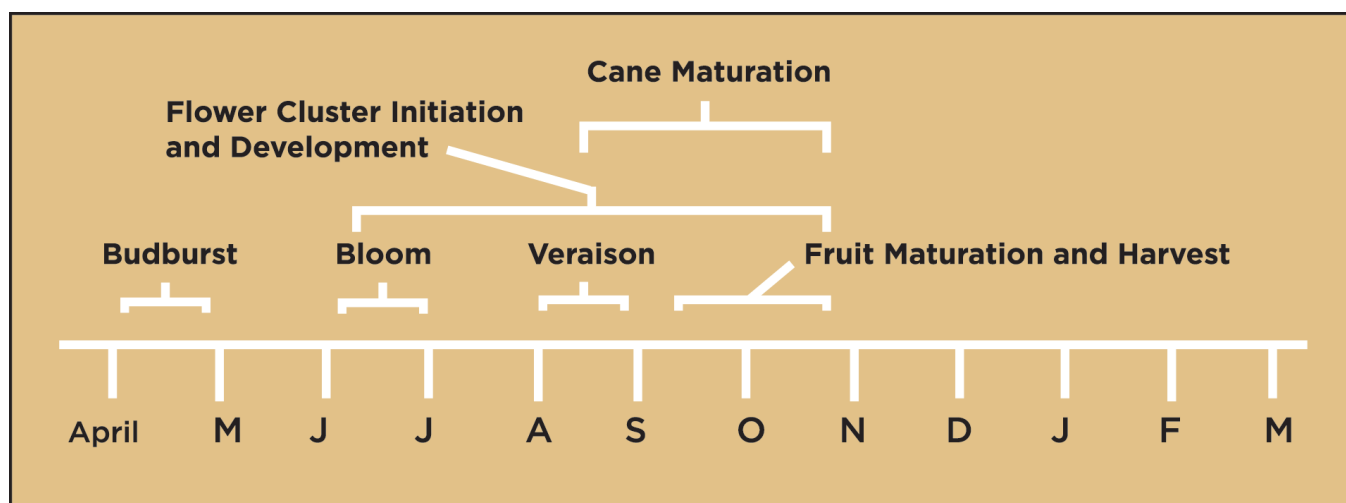 Cane Maturation
Flower Cluster Initiation
and Development
Budburst
Bloom
Veraison
Fruit Maturation and Harvest
April M J J A S O N D J F M